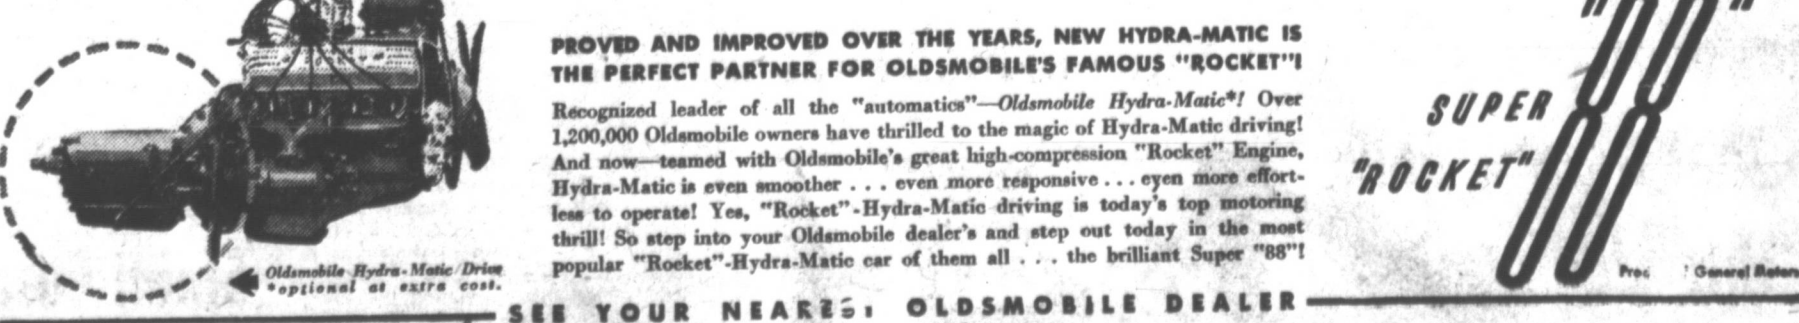 PROVED AND IMPROVED OVER THE YEARS, NEW HYDRA-MATIC IS
THE PERFECT PARTNER FOR OLDSMOBILE'S FAMOUS "ROCKET"!
Recognized leader of all the "automatics"—Oldsmobile Hydra-Matic*! Over
1,200,000 Oldsmobile owners have thrilled to the magic of Hydra-Matic driving!
And now—teamed with Oldsmobile's great high-compression "Rocket" Engine,
Hydra-Matic is even smoother . . . even more responsive . . . even more effort-
less to operate! Yes, "Rocket"-Hydra-Matic driving is today's top motoring
thrill! So step into your Oldsmobile dealer's and step out today in the most
popular "Rocket"-Hydra-Matic car of them all . . . the brilliant Super "88"!
Oldsmobile Hydra-Matic Drive
*optional at extra cost.
"88"
SUPER
"ROCKET"
General Motors
SEE YOUR NEAREST OLDSMOBILE DEALER